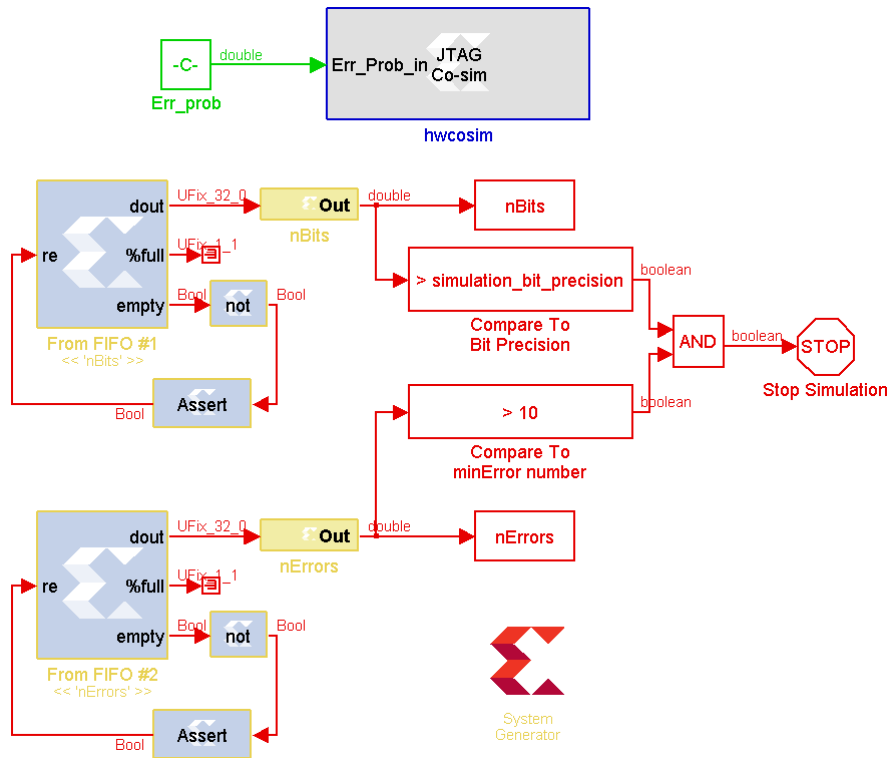 double
-C-
Err_Prob_in
JTAG
Co-sim
Err_prob
hwcosim
dout
UFix_32_0
Out
double
nBits
nBits
re
%full
UFix_1_1
> simulation_bit_precision
boolean
empty
Bool
not
Bool
From FIFO #1
<< 'nBits' >>
Compare To
Bit Precision
AND
boolean
STOP
Stop Simulation
Assert
Bool
> 10
boolean
Compare To
minError number
dout
UFix_32_0
Out
double
nErrors
nErrors
re
%full
UFix_1_1
empty
Bool
not
Bool
From FIFO #2
<< 'nErrors' >>
Assert
Bool
System
Generator